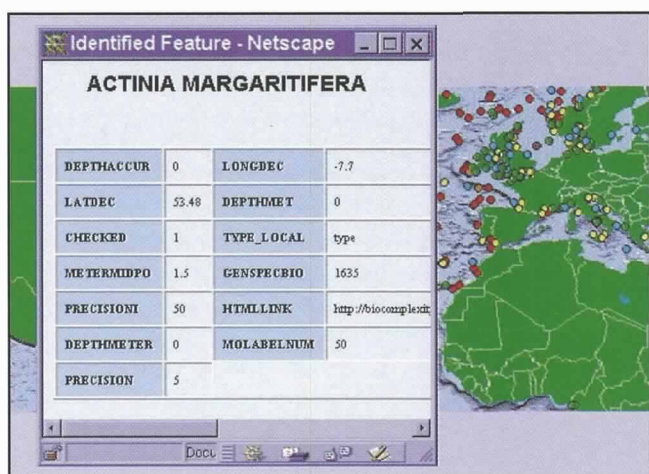 Identified Feature - Netscape
ACTINIA MARGARITIFERA
DEPTHACCUR 0 LONGDEC -7.7
LATDEC 53.48 DEPTHMET 0
CHECKED 1 TYPE_LOCAL type
METERMIDPO 1.5 GENSPECBIO 1635
PRECISIONI 50 HTMLLINK http://biocomplexit
DEPTHMETER 0 MOLABELNUM 50
PRECISION 5
Docu